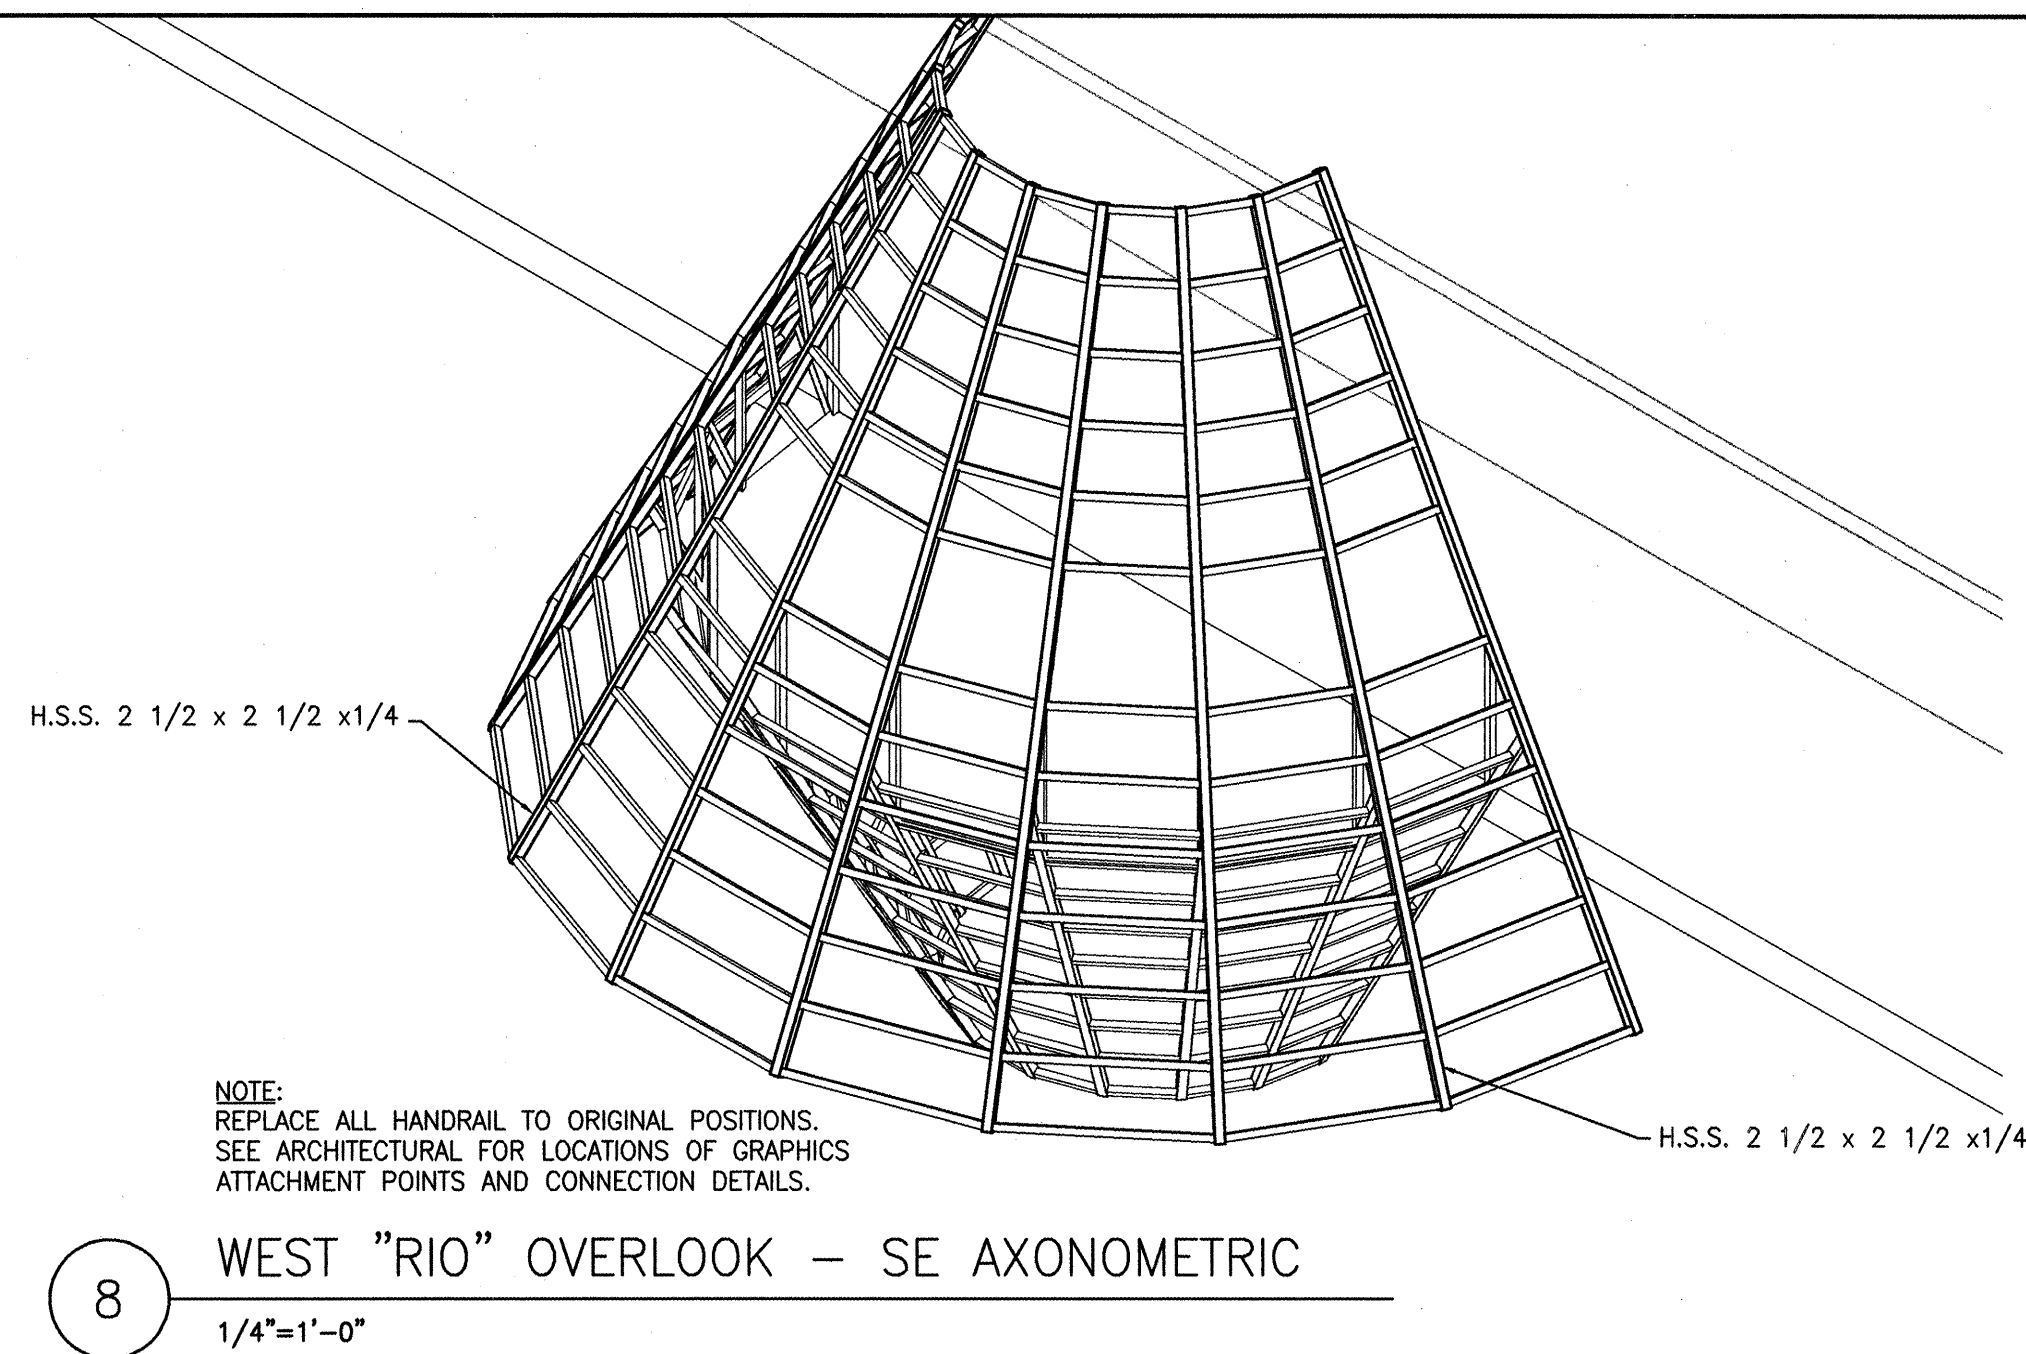 H.S.S. 2 1/2 x 2 1/2 x1/4
H.S.S. 2 1/2 x 2 1/2 x1/4
NOTE:
REPLACE ALL HANDRAIL TO ORIGINAL POSITIONS.
SEE ARCHITECTURAL FOR LOCATIONS OF GRAPHICS
ATTACHMENT POINTS AND CONNECTION DETAILS.
8
WEST "RIO" OVERLOOK – SE AXONOMETRIC
1/4"=1'-0"